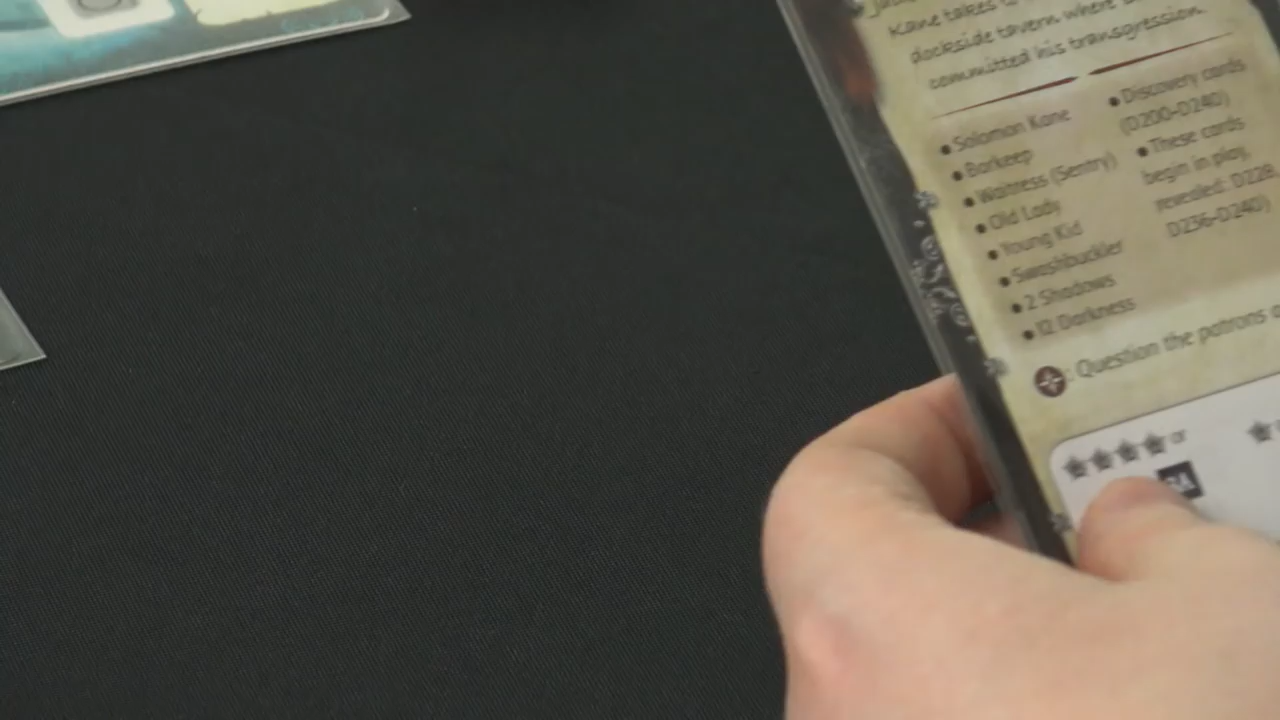 Kane takes
dockside tavern where
committed his transgression.
• Solomon Kane
• Barkeep
• Waitress (Sentry)
• Old Lady
• Young Kid
• Swashbuckler
• 2 Shadows
• 12 Darkness
• Discovery cards
(D200-D240)
• These cards
begin in play,
revealed: D228,
D236-D240)
: Question the patrons
or